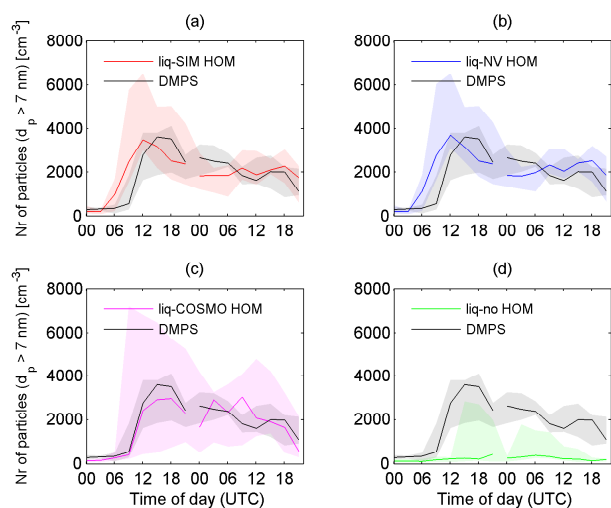 (a)
Nr of particles (d_p > 7 nm) [cm^-3]
8000
6000
4000
2000
0
liq-SIM HOM
DMPS
00 06 12 18 00 06 12 18
(b)
8000
6000
4000
2000
0
liq-NV HOM
DMPS
00 06 12 18 00 06 12 18
(c)
Nr of particles (d_p > 7 nm) [cm^-3]
8000
6000
4000
2000
0
liq-COSMO HOM
DMPS
00 06 12 18 00 06 12 18
Time of day (UTC)
(d)
8000
6000
4000
2000
0
liq-no HOM
DMPS
00 06 12 18 00 06 12 18
Time of day (UTC)